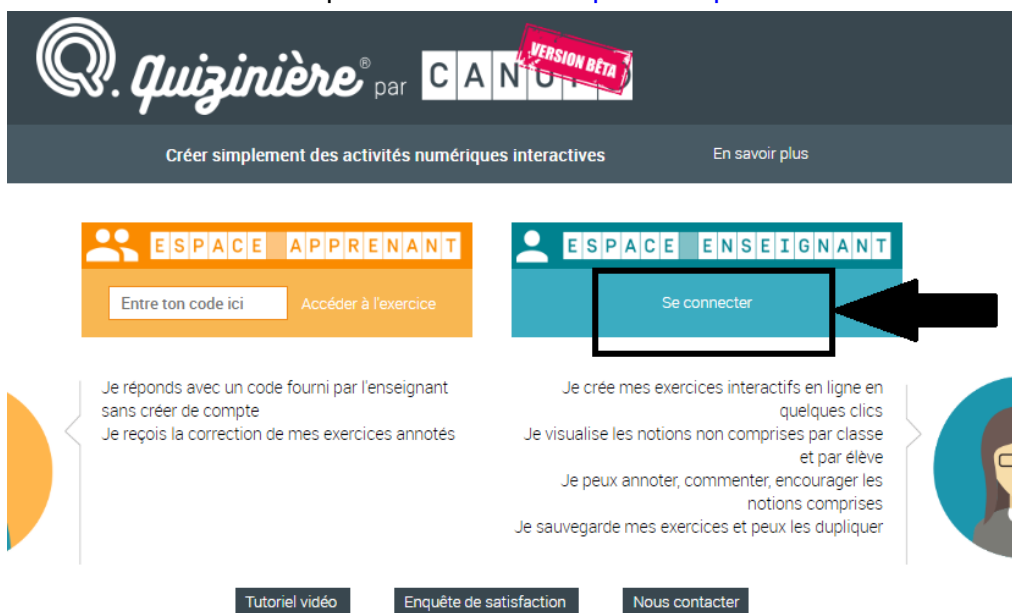 Quizinière® par CAN
VERSION BÊTA
Créer simplement des activités numériques interactives
En savoir plus
ESPACE APPRENANT
Entre ton code ici
Accéder à l'exercice
Je réponds avec un code fourni par l'enseignant
sans créer de compte
Je reçois la correction de mes exercices annotés
ESPACE ENSEIGNANT
Se connecter
Je crée mes exercices interactifs en ligne en
quelques clics
Je visualise les notions non comprises par classe
et par élève
Je peux annoter, commenter, encourager les
notions comprises
Je sauvegarde mes exercices et peux les dupliquer
Tutoriel vidéo
Enquête de satisfaction
Nous contacter